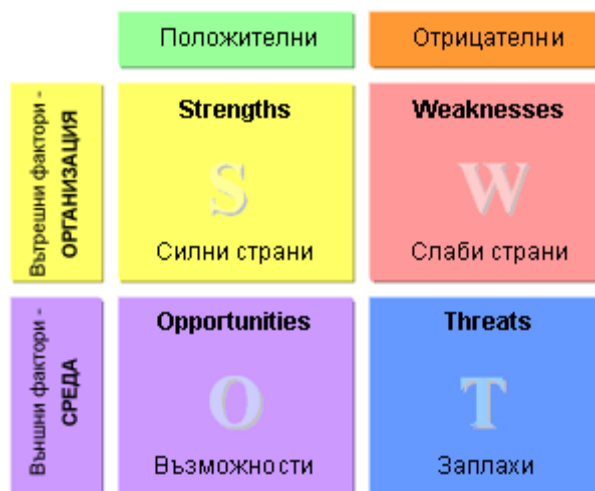 Положителни
Отрицателни
Вътрешни фактори -
ОРГАНИЗАЦИЯ
Strengths
S
Силни страни
Weaknesses
W
Слаби страни
Външни фактори -
СРЕДА
Opportunities
O
Възможности
Threats
T
Заплахи